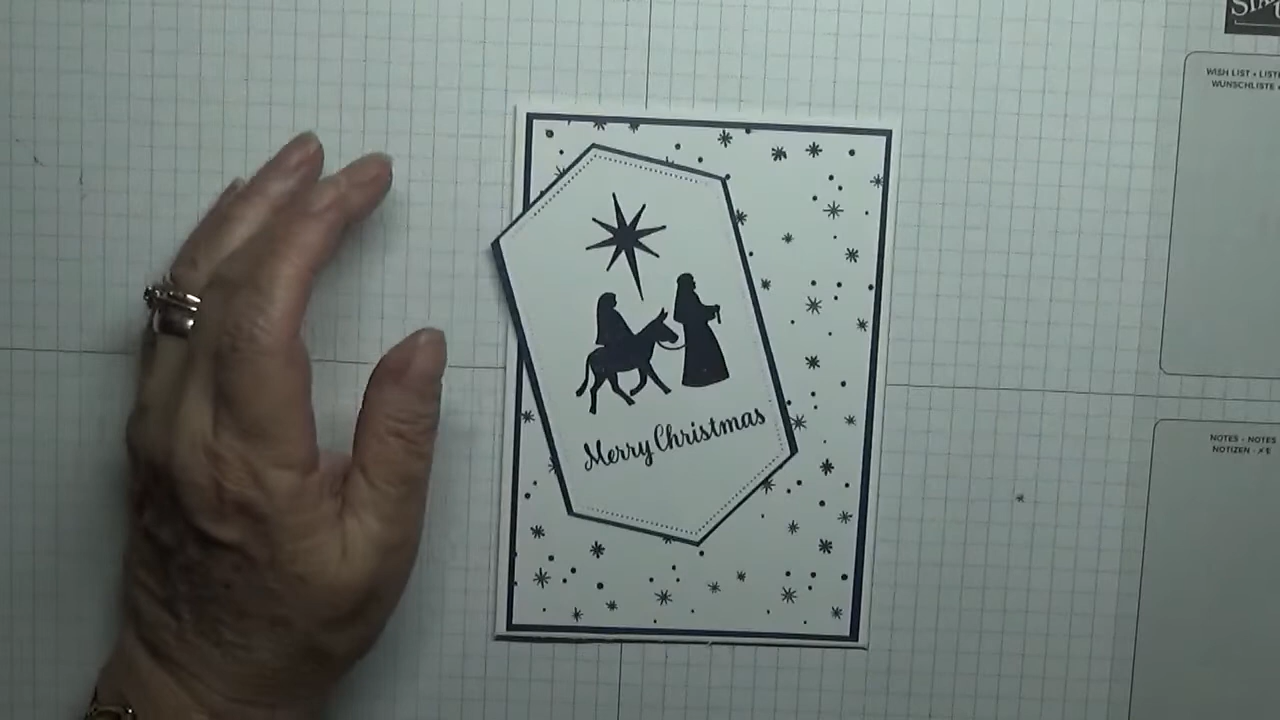 Merry Christmas
WISH LIST • LIST
WUNSCHLISTE •
NOTES • NOTES
NOTIZEN •